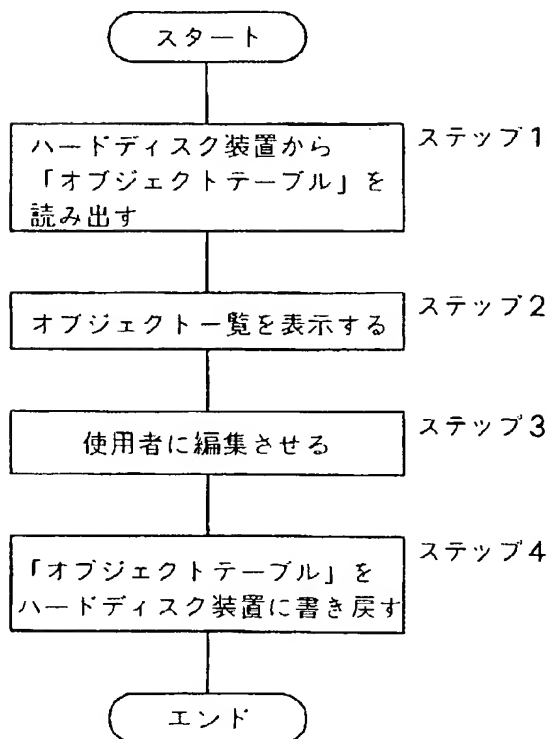 スタート
ハードディスク装置から
「オブジェクトテーブル」を
読み出す
ステップ1
オブジェクト一覧を表示する
ステップ2
使用者に編集させる
ステップ3
「オブジェクトテーブル」を
ハードディスク装置に書き戻す
ステップ4
エンド